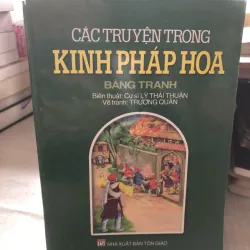 CÁC TRUYỆN TRONG
KINH PHÁP HOA
BẰNG TRANH
Biên thuật: Cư sĩ LÝ THÁI THUẬN
Vẽ tranh: TRƯƠNG QUÂN
NHÀ XUẤT BẢN TÔN GIÁO